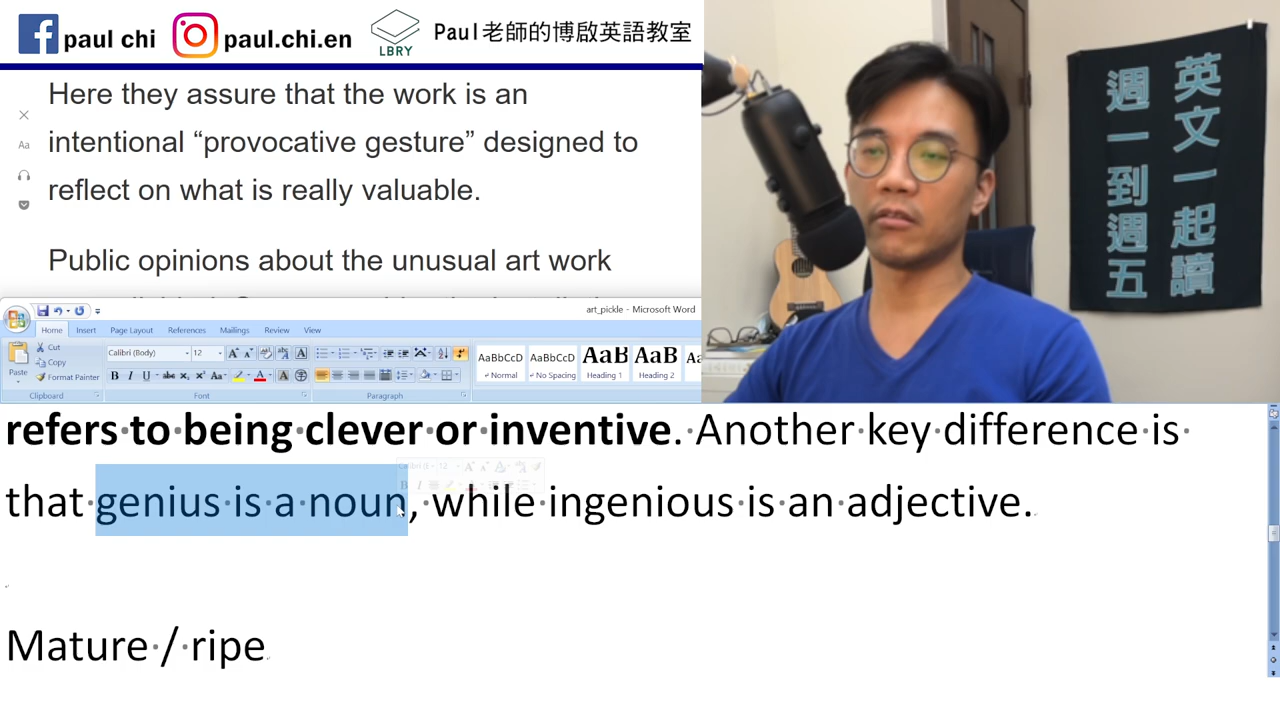 paul chi
paul.chi.en
LBRY
Paul老師的博啟英語教室
Here they assure that the work is an
intentional “provocative gesture” designed to
reflect on what is really valuable.
Public opinions about the unusual art work
英文一起讀
週一到週五
art_pickle - Microsoft Word
Home Insert Page Layout References Mailings Review View
Paste
Cut
Copy
Format Painter
Clipboard
Calibri (Body) 12
Font
Paragraph
AaBbCcD AaBbCcD AaB AaB
Normal No Spacing Heading 1 Heading 2
refers to being clever or inventive. Another key difference is
that genius is a noun, while ingenious is an adjective.
Mature / ripe